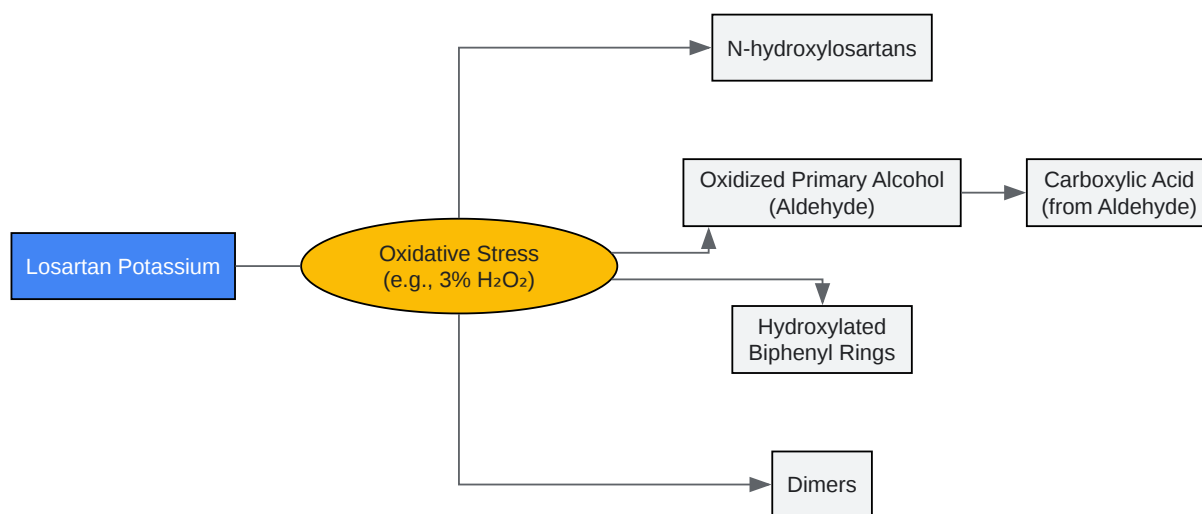 N-hydroxylosartans
Oxidized Primary Alcohol
(Aldehyde)
Carboxylic Acid
(from Aldehyde)
Losartan Potassium
Oxidative Stress
(e.g., 3% H₂O₂)
Hydroxylated
Biphenyl Rings
Dimers